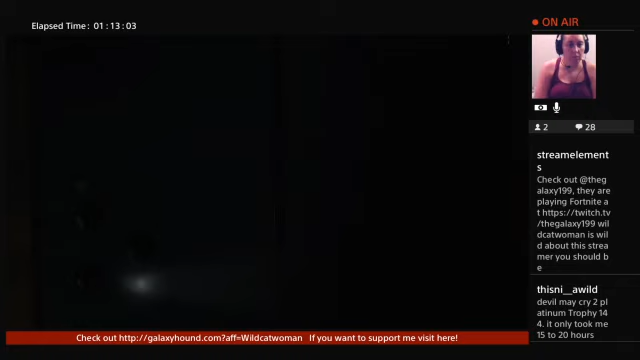 Elapsed Time: 01:13:03
ON AIR
2 28
streamelement
s
Check out @theg
alaxy199, they are
playing Fortnite a
t https://twitch.tv
/thegalaxy199 wil
dcatwoman is wil
d about this strea
mer you should b
e
thisni__awild
devil may cry 2 pl
atinum Trophy 14
4. it only took me
15 to 20 hours
Check out http://galaxyhound.com?aff=Wildcatwoman If you want to support me visit here!